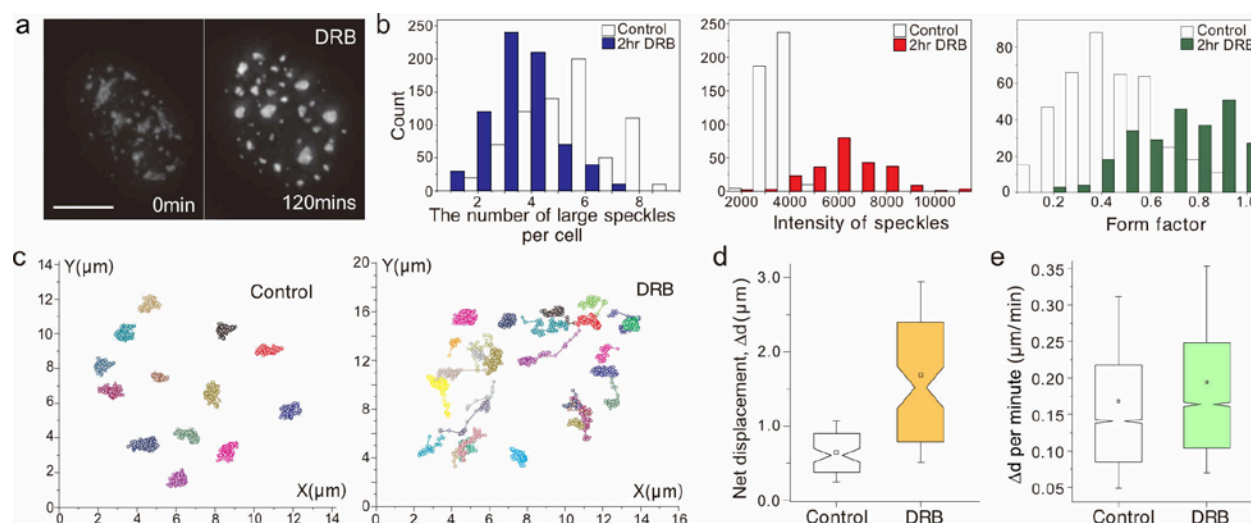 a
DRB
0min
120mins
b
Control
2hr DRB
Count
250
200
150
100
50
0
2 4 6 8
The number of large speckles
per cell
Control
2hr DRB
250
200
150
100
50
0
2000 4000 6000 8000 10000
Intensity of speckles
Control
2hr DRB
80
60
40
20
0
0.2 0.4 0.6 0.8 1.0
Form factor
c
Y(μm)
Control
14
12
10
8
6
4
2
0
X(μm)
0 2 4 6 8 10 12 14
Y(μm)
DRB
20
16
12
8
4
0
X(μm)
0 2 4 6 8 10 12 14 16
d
Net displacement, Δd(μm)
3.0
2.0
1.0
0.0
Control DRB
e
Δd per minute (μm/min)
0.35
0.30
0.25
0.20
0.15
0.10
0.05
Control DRB